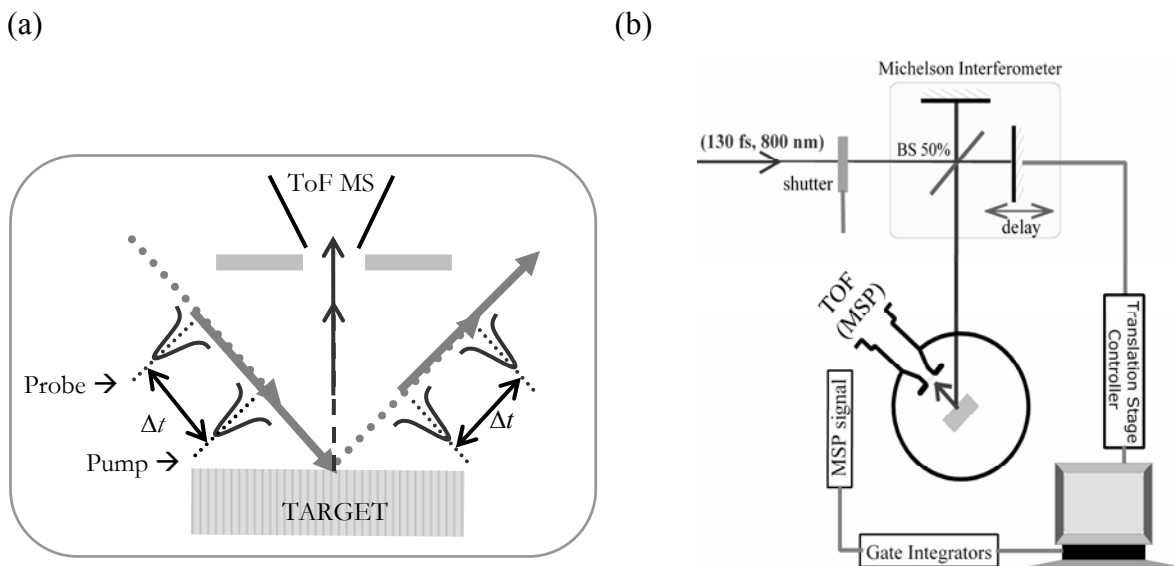 (a)
ToF MS
Probe →
Δt
Δt
Pump →
TARGET
(b)
Michelson Interferometer
(130 fs, 800 nm)
BS 50%
shutter
delay
TOF
(MSP)
MSP signal
Translation Stage
Controller
Gate Integrators